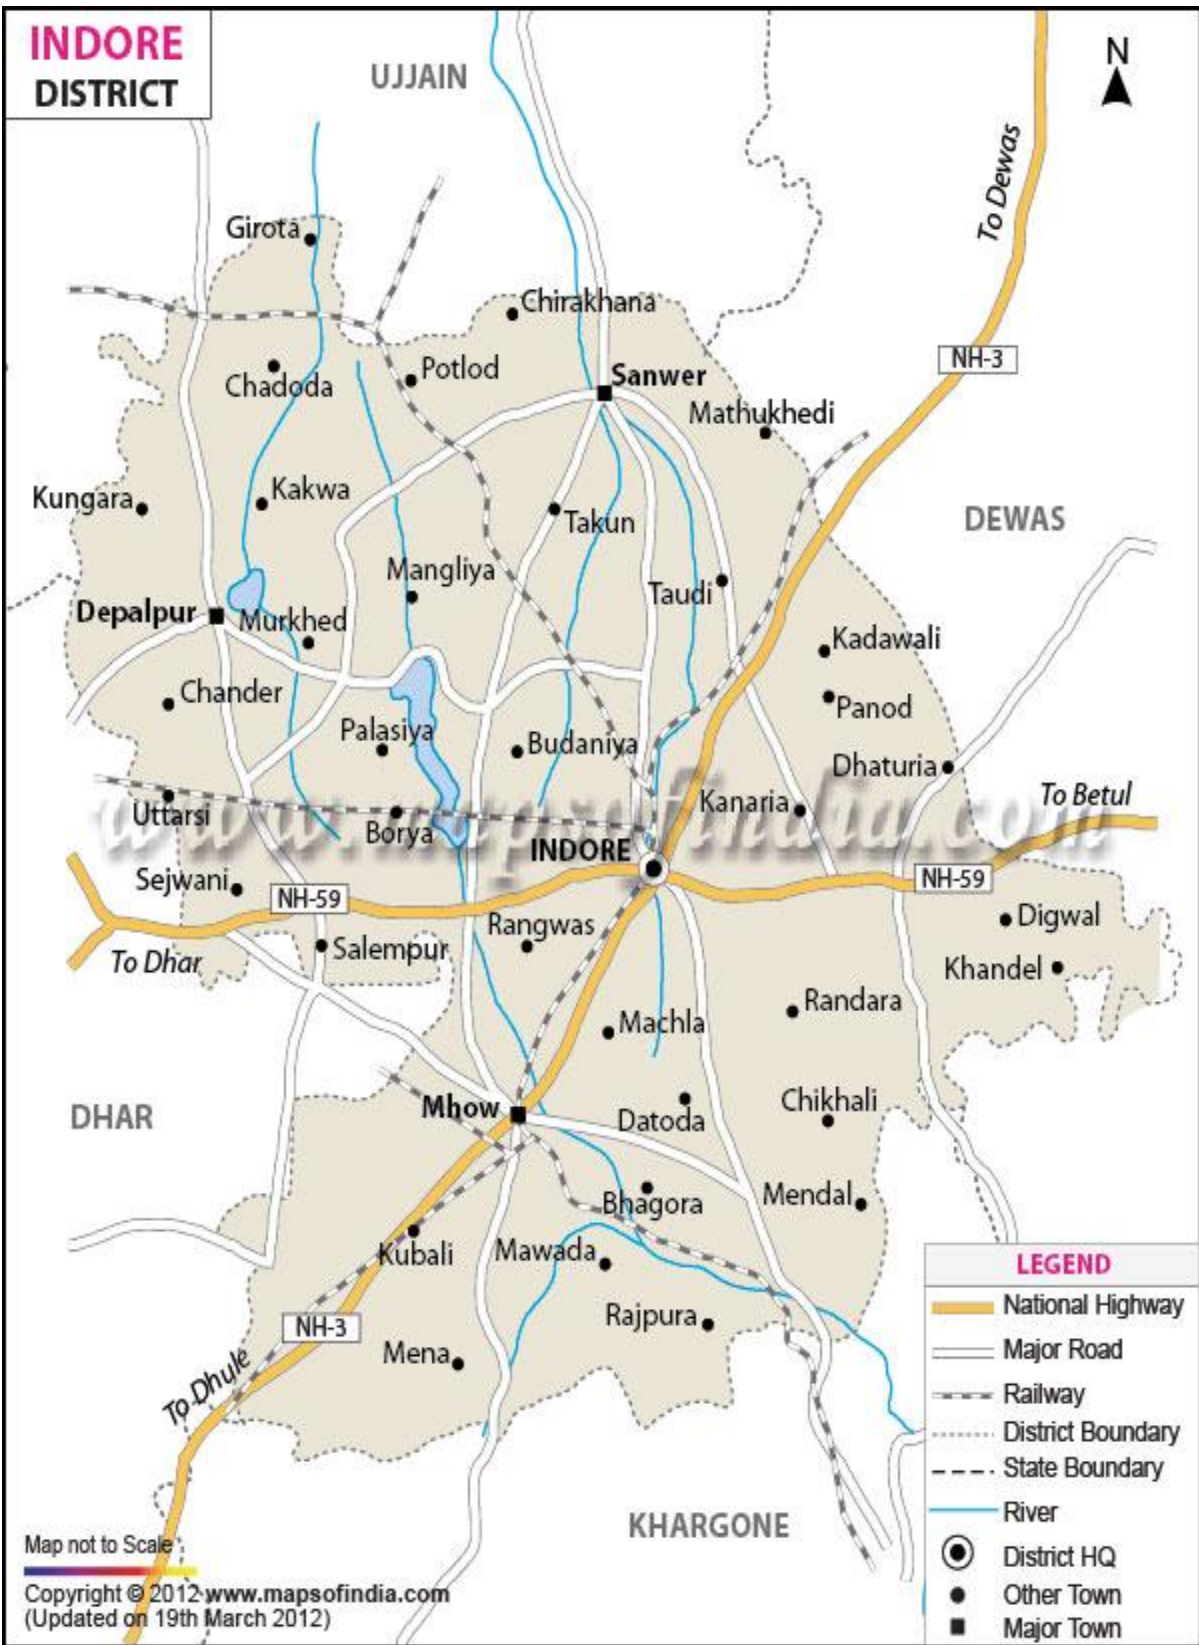 INDORE
DISTRICT
UJJAIN
N
To Dewas
Girota
Chirakhana
NH-3
Potlod
Chadoda
Sanwer
Mathukhedi
Kungara
Kakwa
Takun
DEWAS
Mangliya
Taudi
Depalpur
Murkhed
Kadawali
Chander
Panod
Palasiya
Budaniya
Dhaturia
Uttarsi
Kanaria
To Betul
www.mapsofindia.com
Borya
INDORE
Sejwani
NH-59
NH-59
Rangwas
Digwal
To Dhar
Salempur
Khandel
Randara
Machla
DHAR
Mhow
Datoda
Chikhali
Bhagora
Mendal
Kubali
Mawada
Rajpura
NH-3
Mena
To Dhule
KHARGONE
LEGEND
National Highway
Major Road
Railway
District Boundary
State Boundary
River
District HQ
Other Town
Major Town
Map not to Scale
Copyright © 2012 www.mapsofindia.com
(Updated on 19th March 2012)